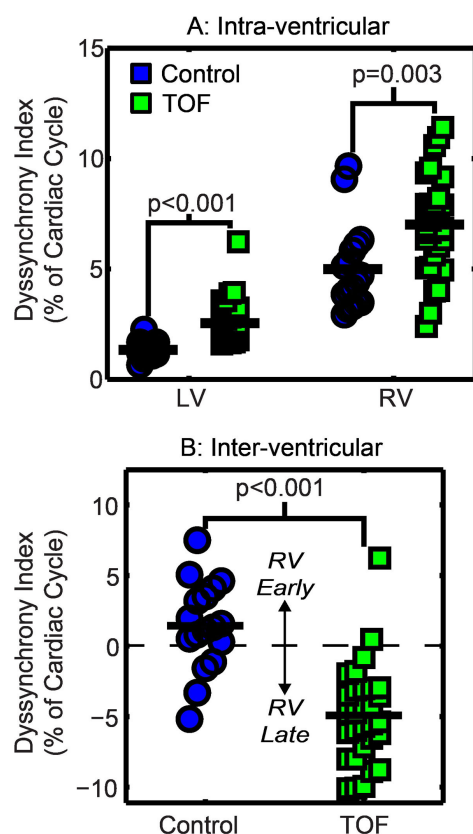 A: Intra-ventricular
15
Control
TOF
p=0.003
10
p<0.001
5
0
LV RV
Dyssynchrony Index
(% of Cardiac Cycle)
B: Inter-ventricular
p<0.001
10
RV
Early
5
0
−5
RV
Late
−10
Control TOF
Dyssynchrony Index
(% of Cardiac Cycle)